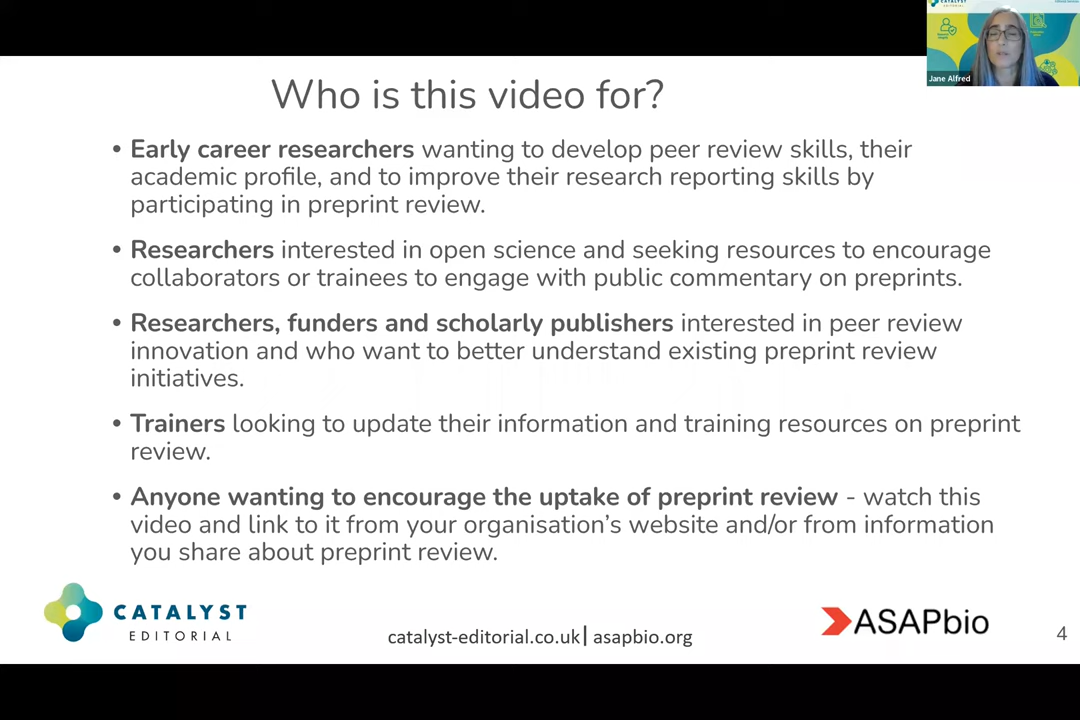 CATALYST
EDITORIAL
Jane Alfred
Who is this video for?
• Early career researchers wanting to develop peer review skills, their
academic profile, and to improve their research reporting skills by
participating in preprint review.
• Researchers interested in open science and seeking resources to encourage
collaborators or trainees to engage with public commentary on preprints.
• Researchers, funders and scholarly publishers interested in peer review
innovation and who want to better understand existing preprint review
initiatives.
• Trainers looking to update their information and training resources on preprint
review.
• Anyone wanting to encourage the uptake of preprint review - watch this
video and link to it from your organisation’s website and/or from information
you share about preprint review.
CATALYST
EDITORIAL
catalyst-editorial.co.uk| asapbio.org
ASAPbio
4